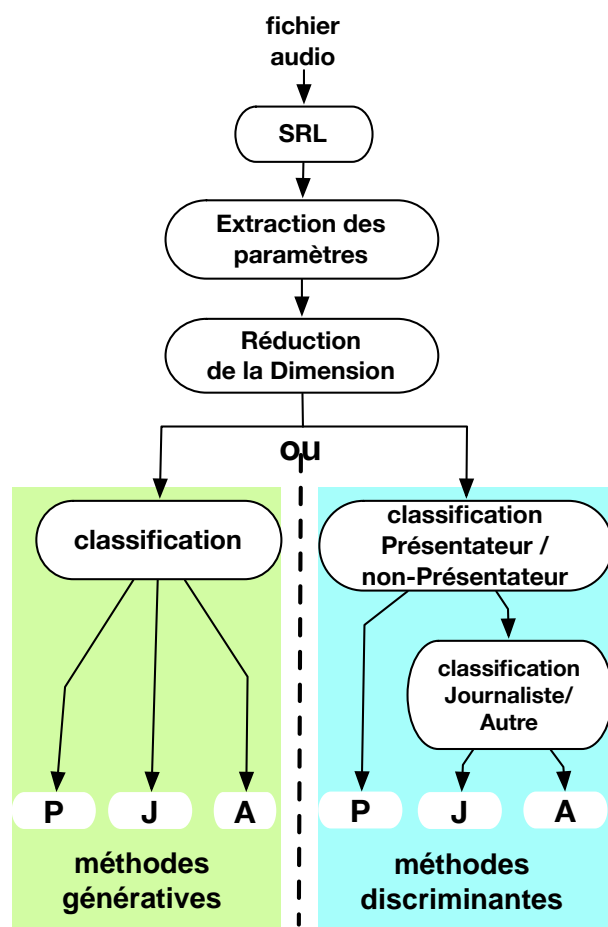 fichier
audio
SRL
Extraction des
paramètres
Réduction
de la Dimension
ou
classification
P
J
A
méthodes
génératives
classification
Présentateur /
non-Présentateur
classification
Journaliste/
Autre
P
J
A
méthodes
discriminantes